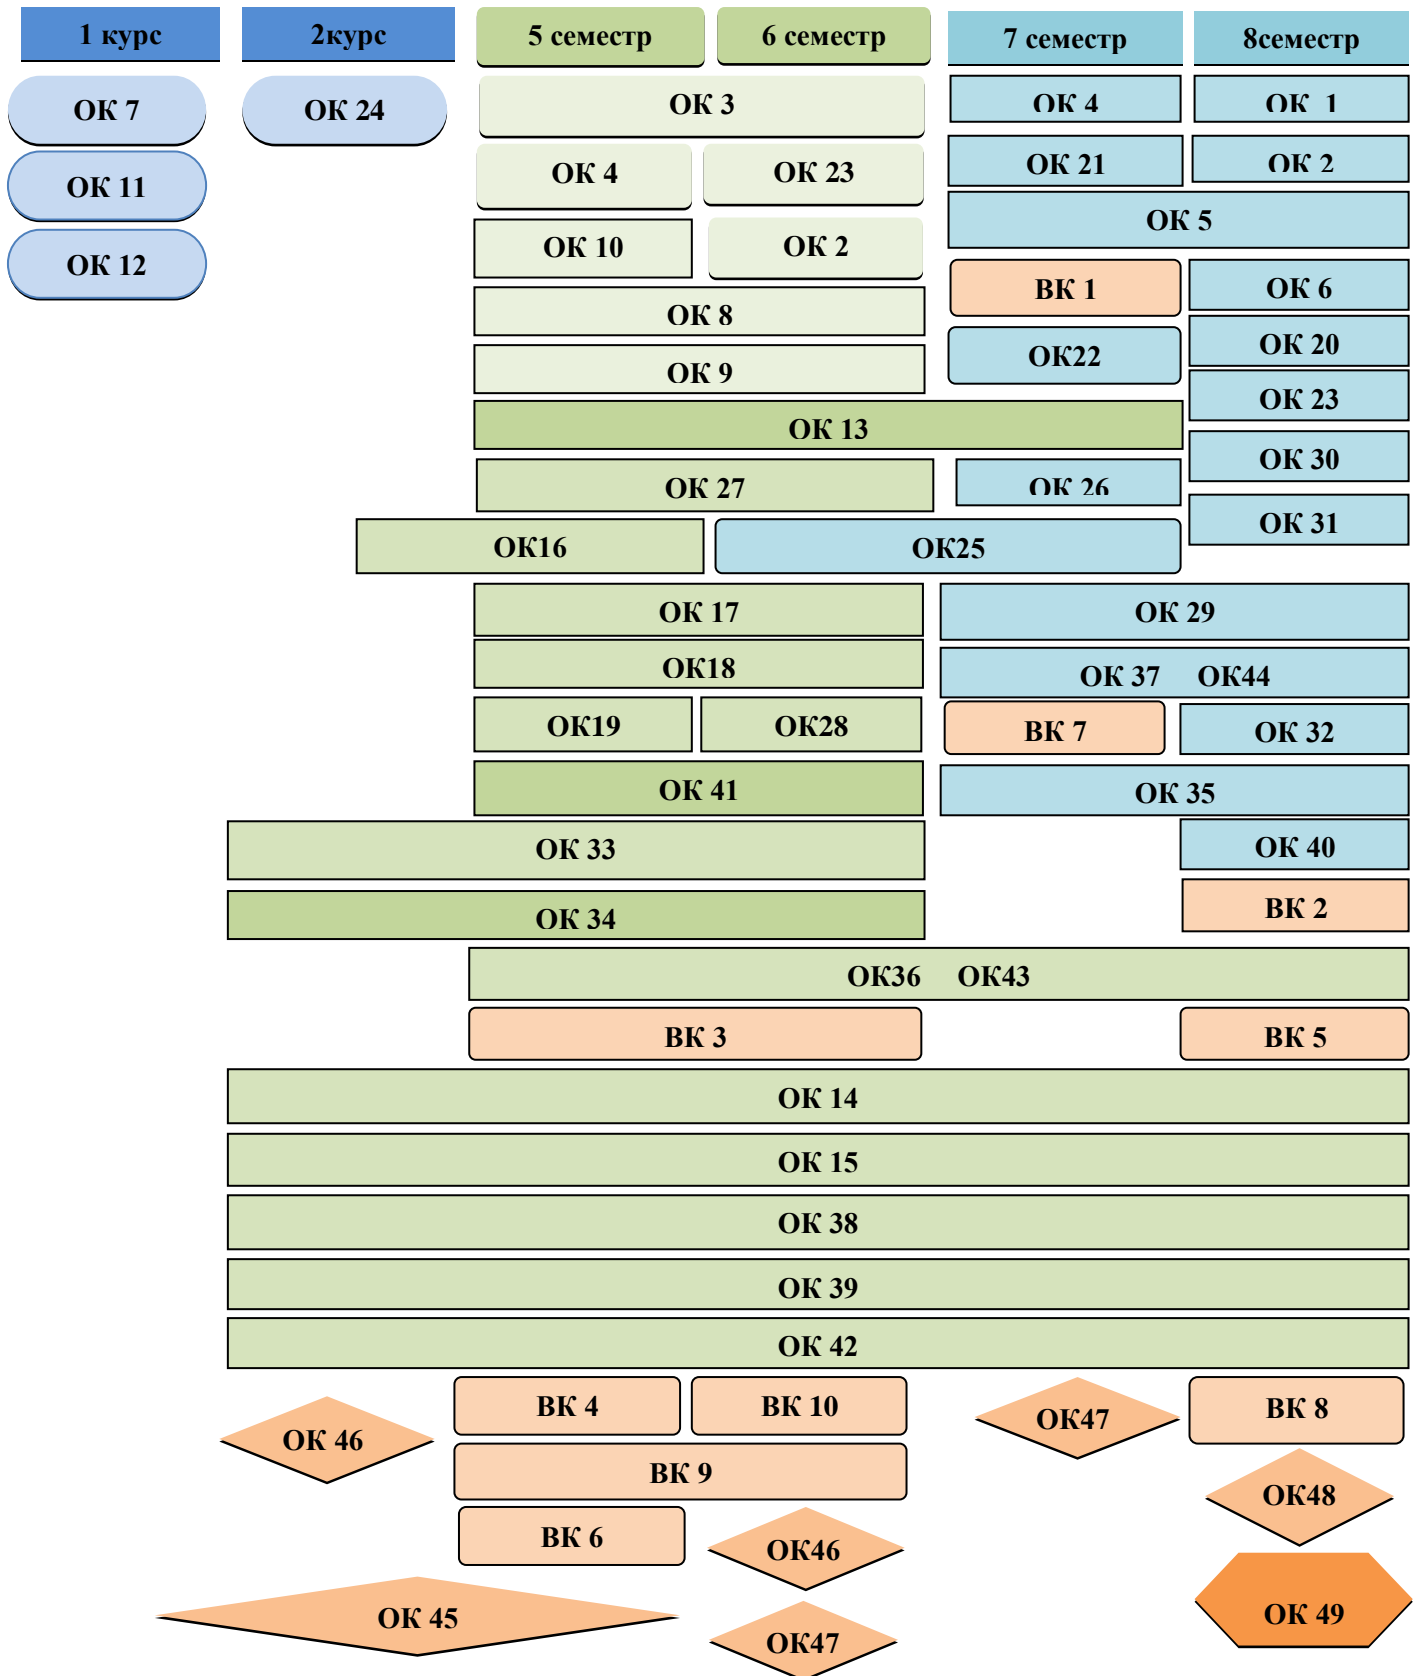 1 курс
2курс
5 семестр
6 семестр
7 семестр
8семестр
ОК 7
ОК 24
ОК 3
ОК 4
ОК 1
ОК 11
ОК 4
ОК 23
ОК 21
ОК 2
ОК 5
ОК 12
ОК 10
ОК 2
ВК 1
ОК 6
ОК 8
ОК22
ОК 20
ОК 9
ОК 23
ОК 13
ОК 30
ОК 27
ОК 26
ОК 31
ОК16
ОК25
ОК 17
ОК 29
ОК18
ОК 37 ОК44
ОК19
ОК28
ВК 7
ОК 32
ОК 41
ОК 35
ОК 33
ОК 40
ОК 34
ВК 2
ОК36 ОК43
ВК 3
ВК 5
ОК 14
ОК 15
ОК 38
ОК 39
ОК 42
ВК 4
ВК 10
ОК47
ВК 8
ОК 46
ВК 9
ОК48
ВК 6
ОК46
ОК 45
ОК47
ОК 49